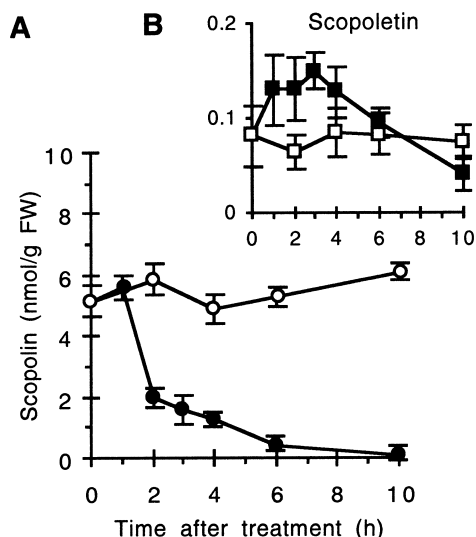 A
B
Scopoletin
0.2
0.1
0
0 2 4 6 8 10
Scopolin (nmol/g FW)
10
8
6
4
2
0
0 2 4 6 8 10
Time after treatment (h)